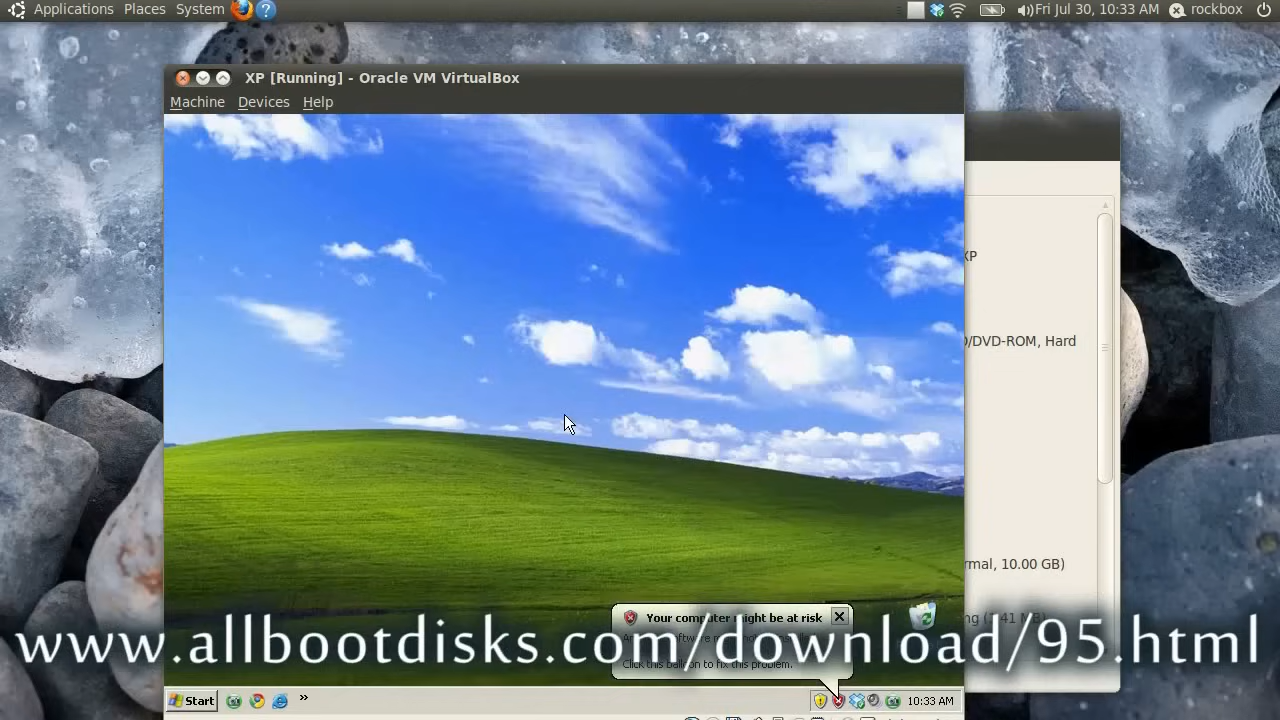 Applications Places System
Fri Jul 30, 10:33 AM rockbox
XP [Running] - Oracle VM VirtualBox
Machine Devices Help
XP
D/DVD-ROM, Hard
rmal, 10.00 GB)
Your computer might be at risk
Click this balloon to fix this problem.
www.allbootdisks.com/download/95.html
Start
10:33 AM